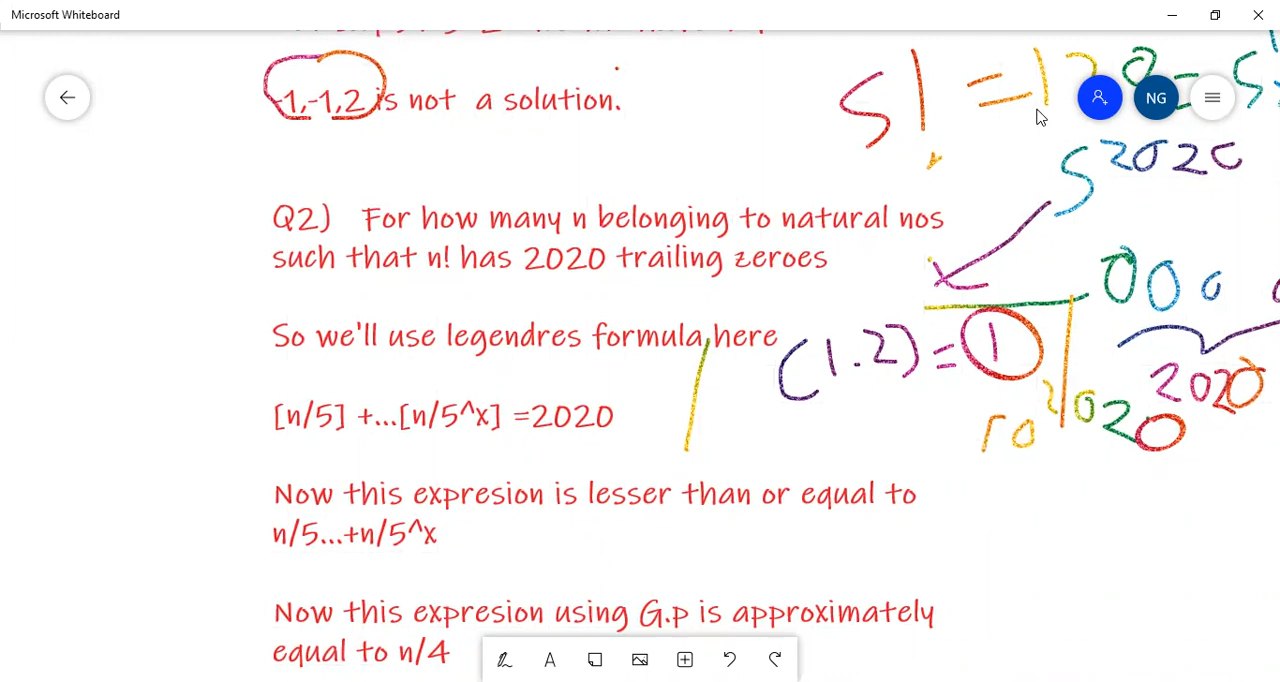 Microsoft Whiteboard
-1,-1,2 is not a solution.
5! =
NG
5^2020
Q2) For how many n belonging to natural nos
such that n! has 2020 trailing zeroes
So we'll use legendres formula here
(1.2) = 1
000
2020
10^2020
[n/5] +...[n/5^x] =2020
Now this expresion is lesser than or equal to
n/5...+n/5^x
Now this expresion using G.p is approximately
equal to n/4
A